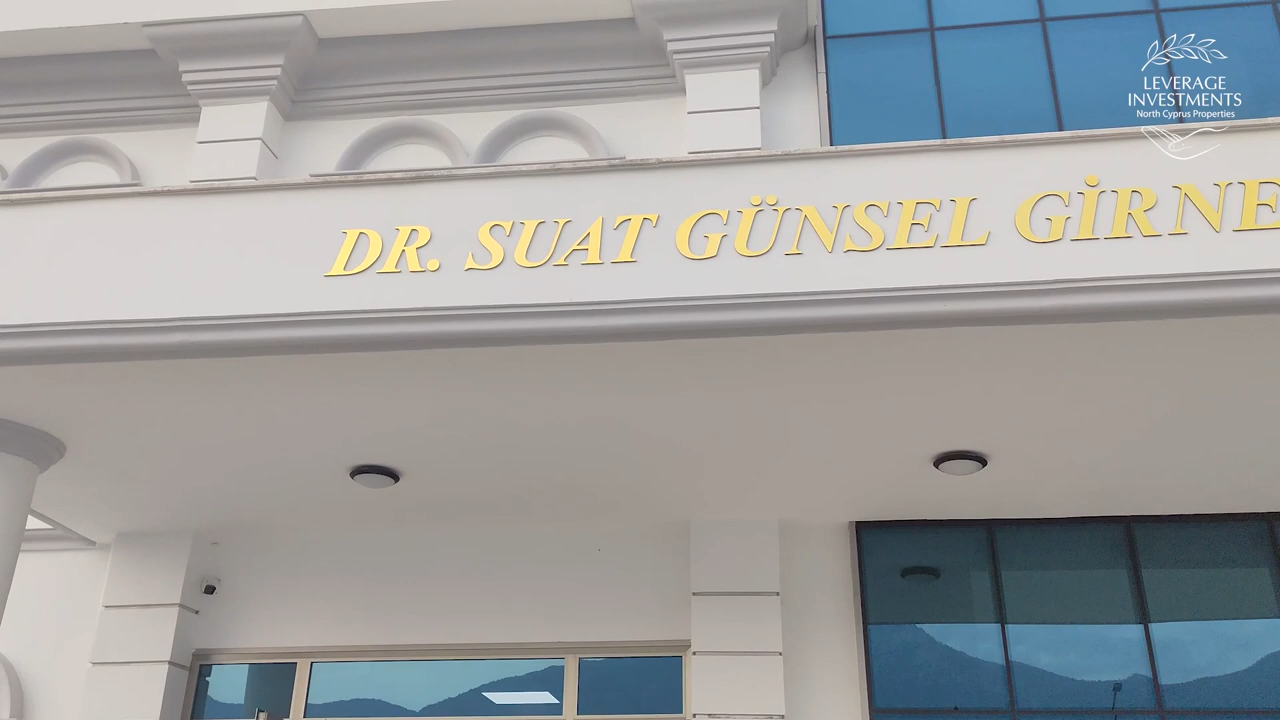 LEVERAGE
INVESTMENTS
North Cyprus Properties
DR. SUAT GÜNSEL GİRNE